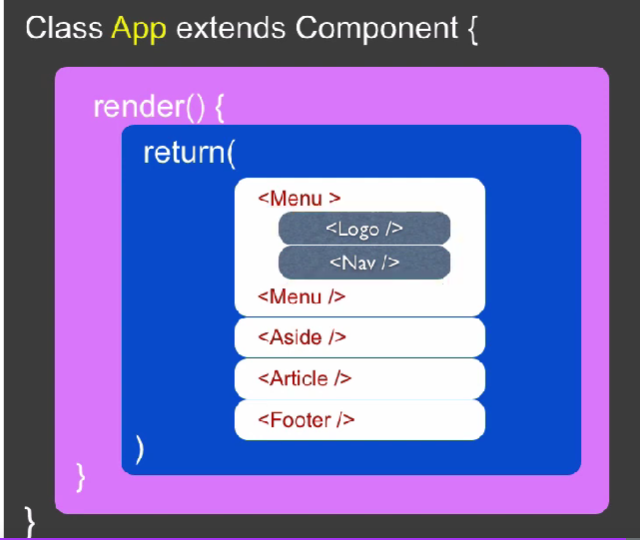 Class App extends Component {
render() {
return(
<Menu >
<Logo />
<Nav />
<Menu />
<Aside />
<Article />
<Footer />
)
}
}